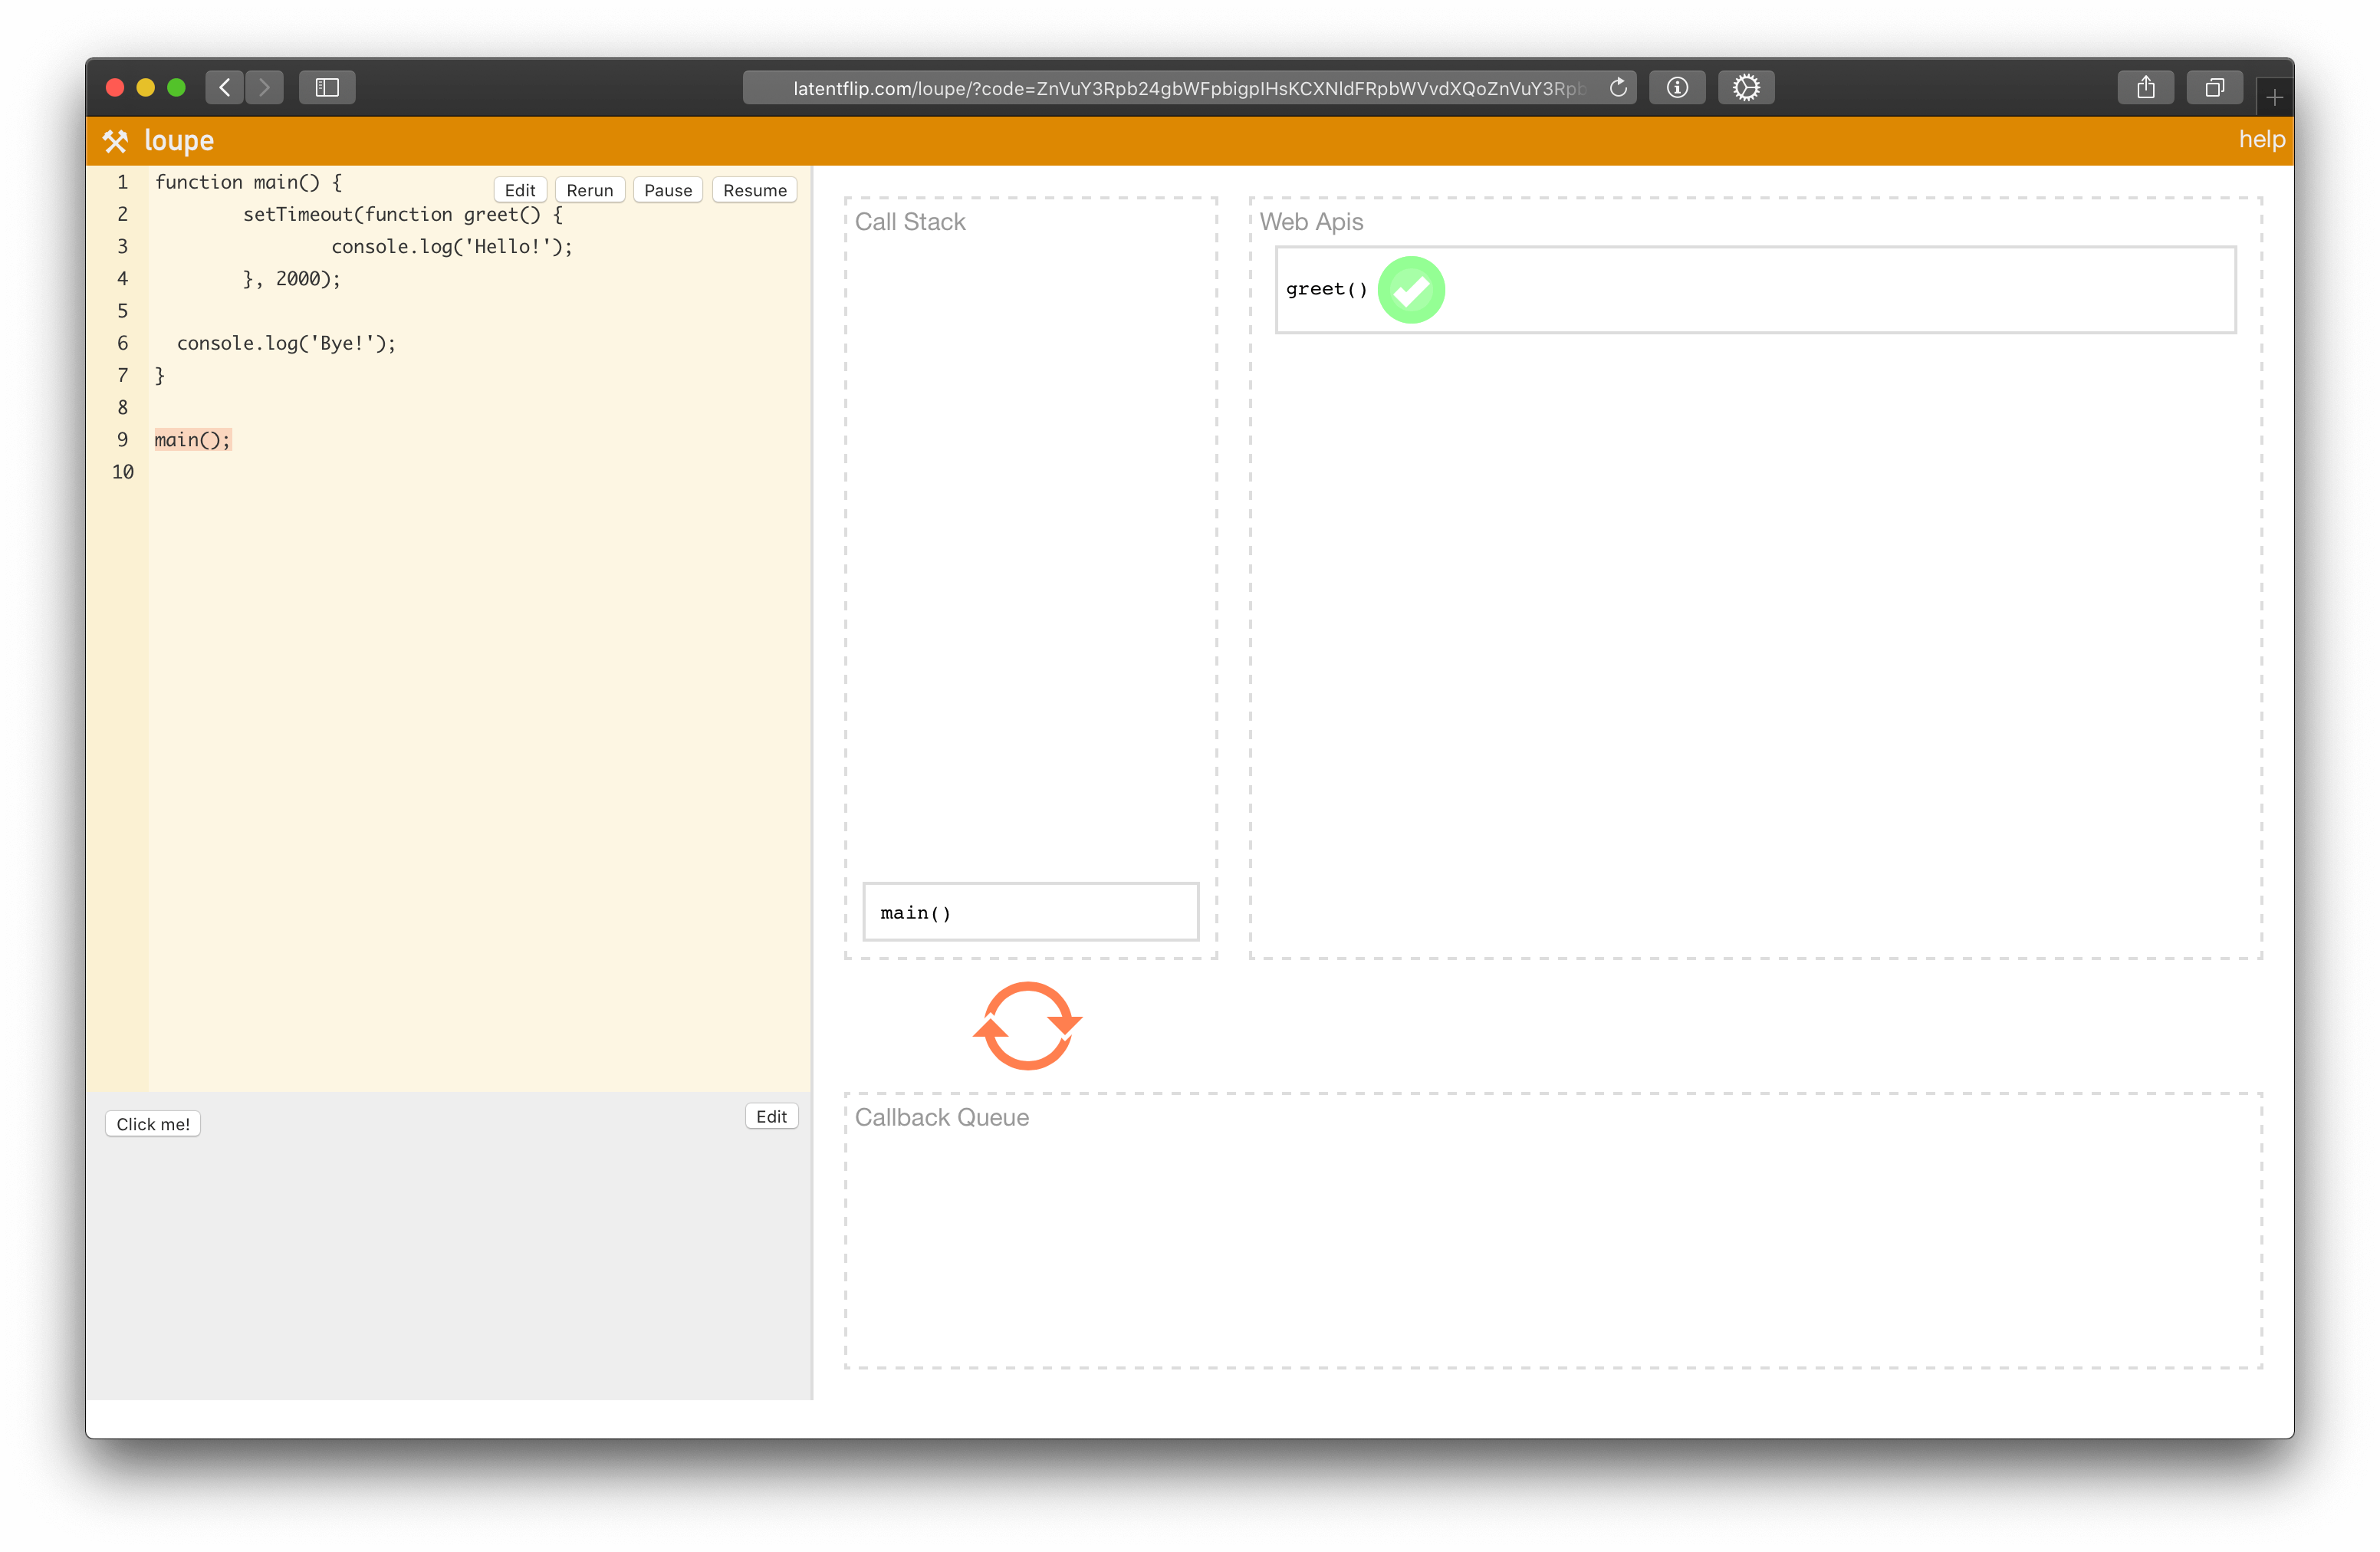 latentflip.com/loupe/?code=ZnVuY3Rpb24gbWFpbigpIHsKCXNldFRpbWVvdXQoZnVuY3Rpb
loupe
help
Edit Rerun Pause Resume
1 function main() {
2 setTimeout(function greet() {
3 console.log('Hello!');
4 }, 2000);
5
6 console.log('Bye!');
7 }
8
9 main();
10
Click me!
Edit
Call Stack
main()
Web Apis
greet()
Callback Queue